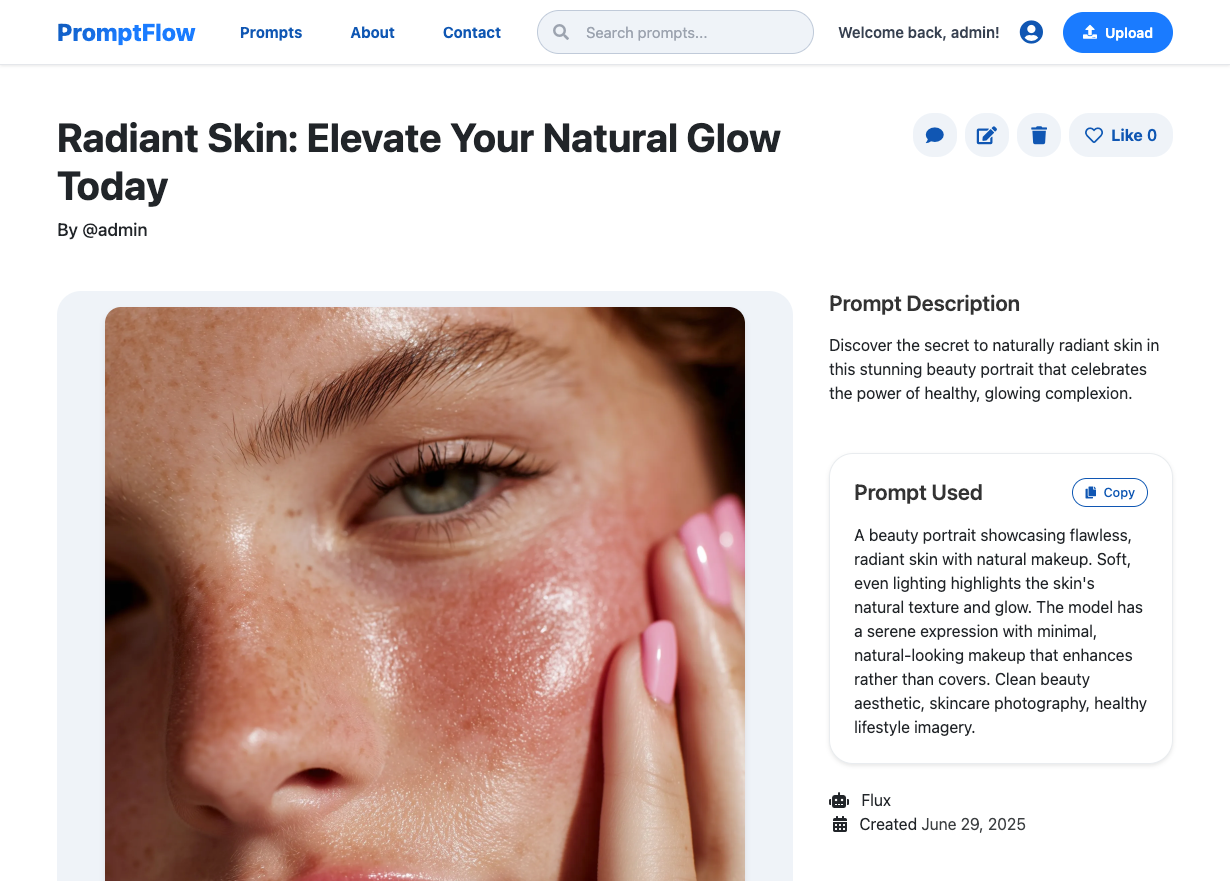 PromptFlow
Prompts
About
Contact
Search prompts...
Welcome back, admin!
Upload
Radiant Skin: Elevate Your Natural Glow
Today
By @admin
Like 0
Prompt Description
Discover the secret to naturally radiant skin in
this stunning beauty portrait that celebrates
the power of healthy, glowing complexion.
Prompt Used
Copy
A beauty portrait showcasing flawless,
radiant skin with natural makeup. Soft,
even lighting highlights the skin's
natural texture and glow. The model has
a serene expression with minimal,
natural-looking makeup that enhances
rather than covers. Clean beauty
aesthetic, skincare photography, healthy
lifestyle imagery.
Flux
Created June 29, 2025